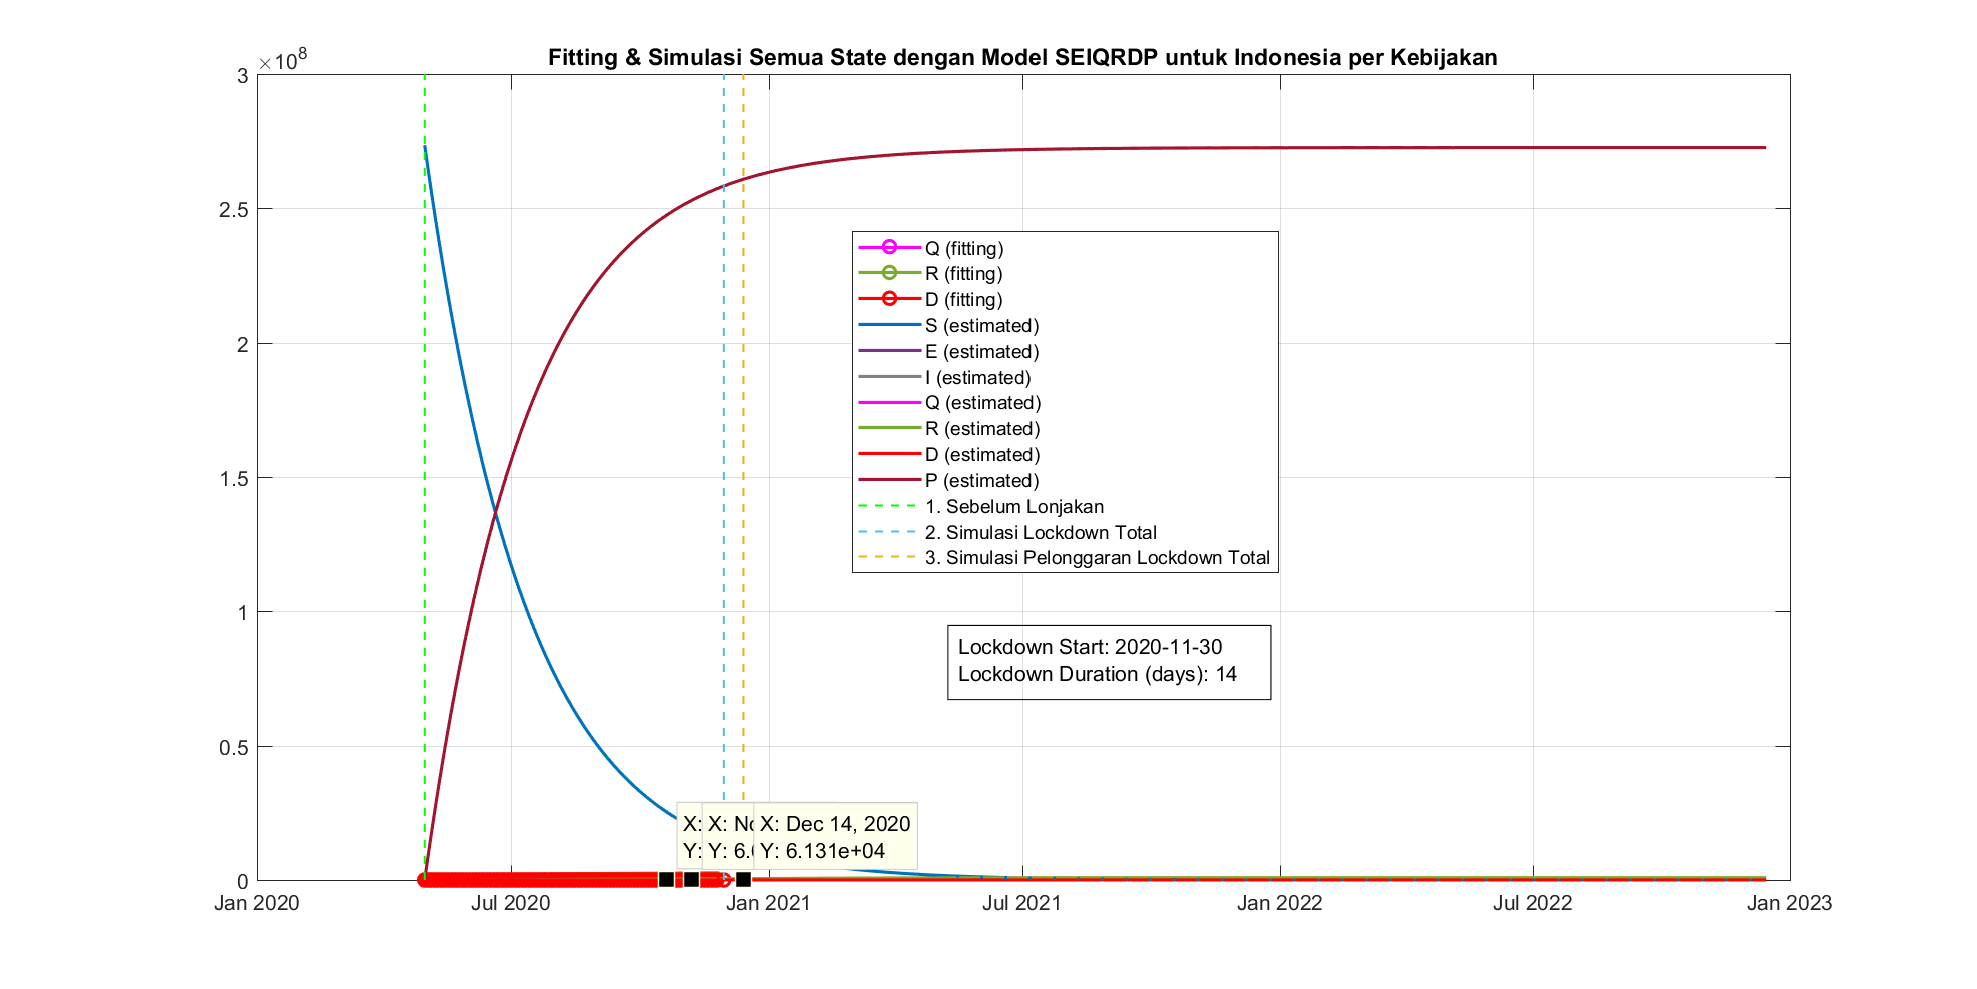 Fitting & Simulasi Semua State dengan Model SEIQRDP untuk Indonesia per Kebijakan
×10^8
3
2.5
2
1.5
1
0.5
0
Q (fitting)
R (fitting)
D (fitting)
S (estimated)
E (estimated)
I (estimated)
Q (estimated)
R (estimated)
D (estimated)
P (estimated)
1. Sebelum Lonjakan
2. Simulasi Lockdown Total
3. Simulasi Pelonggaran Lockdown Total
Lockdown Start: 2020-11-30
Lockdown Duration (days): 14
X: X: X: Dec 14, 2020
Y: Y: Y: 6.131e+04
Jan 2020 Jul 2020 Jan 2021 Jul 2021 Jan 2022 Jul 2022 Jan 2023